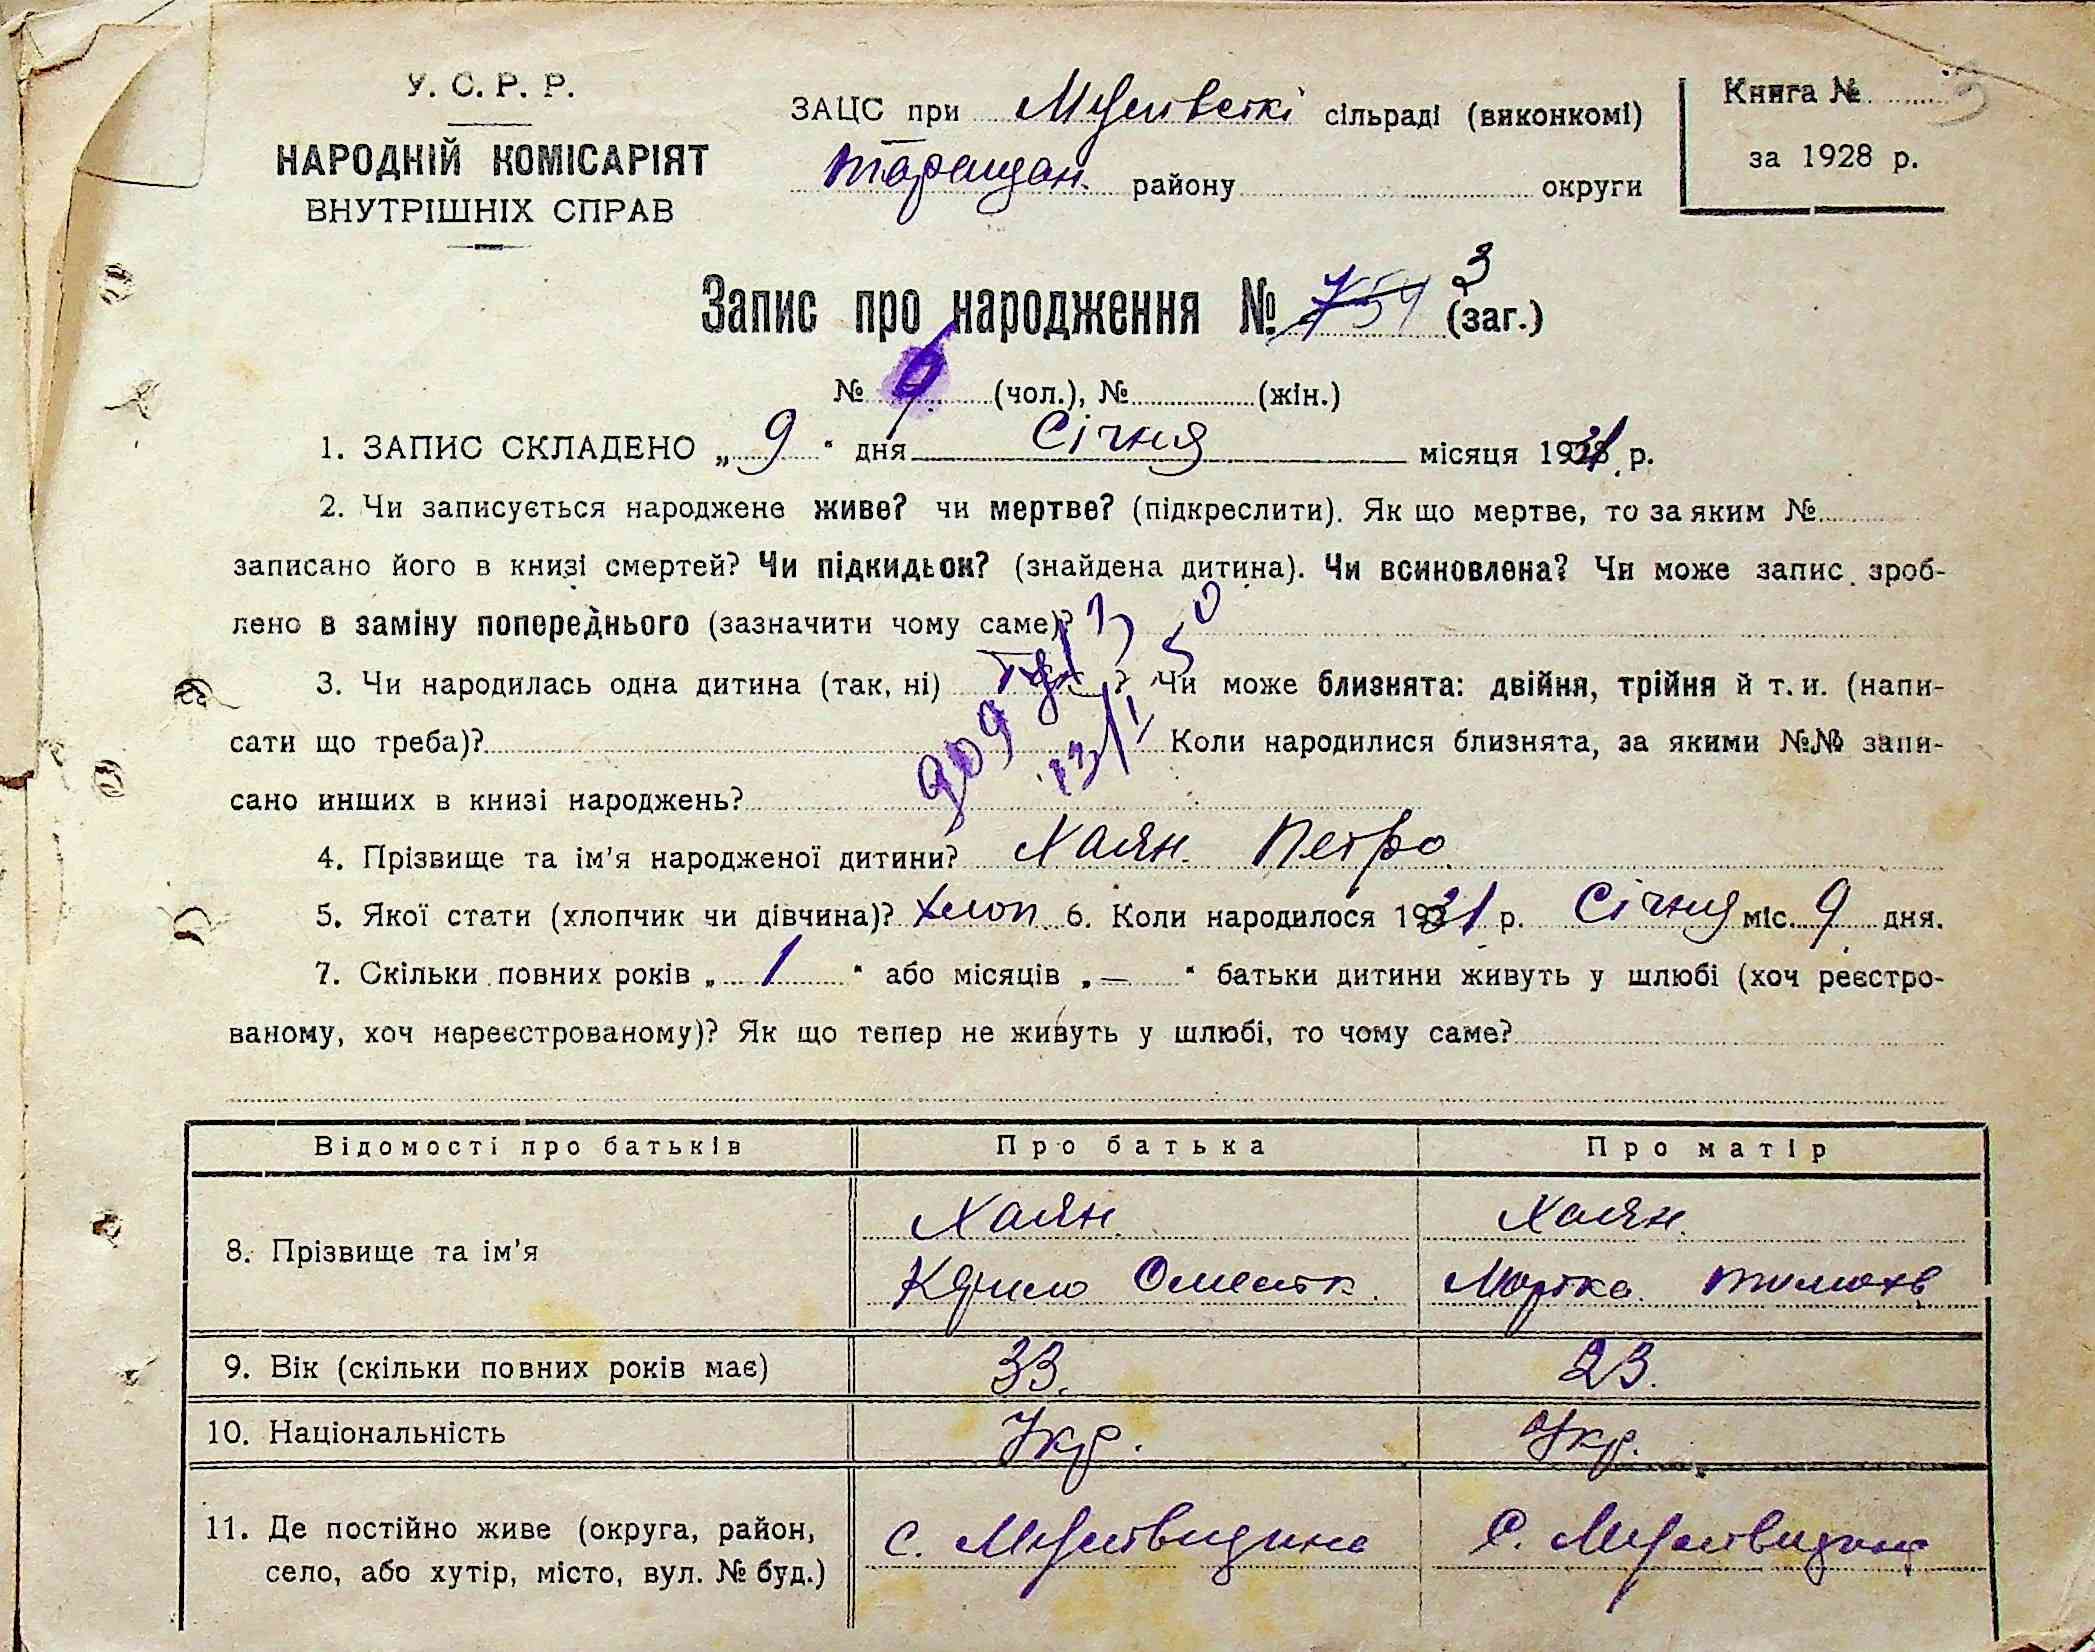 У. С. Р. Р.
НАРОДНІЙ КОМІСАРІЯТ
ВНУТРІШНІХ СПРАВ
ЗАЦС при сільраді (виконкомі)
Таращан. району округи
Книга №
за 1928 р.
Запис про народження № 3 (заг.)
№ (чол.), № (жін.)
1. ЗАПИС СКЛАДЕНО „ 9 “ дня Січня місяця 1931 р.
2. Чи записується народжене живе? чи мертве? (підкреслити). Як що мертве, то за яким №
записано його в книзі смертей? Чи підкидьок? (знайдена дитина). Чи всиновлена? Чи може запис зроб-
лено в заміну попереднього (зазначити чому саме)?
3. Чи народилась одна дитина (так, ні) ? Чи може близнята: двійня, трійня й т. и. (напи-
сати що треба)? Коли народилися близнята, за якими №№ запи-
сано инших в книзі народжень?
4. Прізвище та ім’я народженої дитини? Хаян Петро
5. Якої стати (хлопчик чи дівчина)? Хлоп. 6. Коли народилося 1931 р. Січня міс. 9 дня.
7. Скільки повних років „ 1 “ або місяців „ — “ батьки дитини живуть у шлюбі (хоч реєстро-
ваному, хоч нереєстрованому)? Як що тепер не живуть у шлюбі, то чому саме?
Відомості про батьків Про батька Про матір
8. Прізвище та ім’я Хаян Хаян
Кирило
9. Вік (скільки повних років має) 33. 23.
10. Національність Укр. Укр.
11. Де постійно живе (округа, район, с. С.
село, або хутір, місто, вул. № буд.)